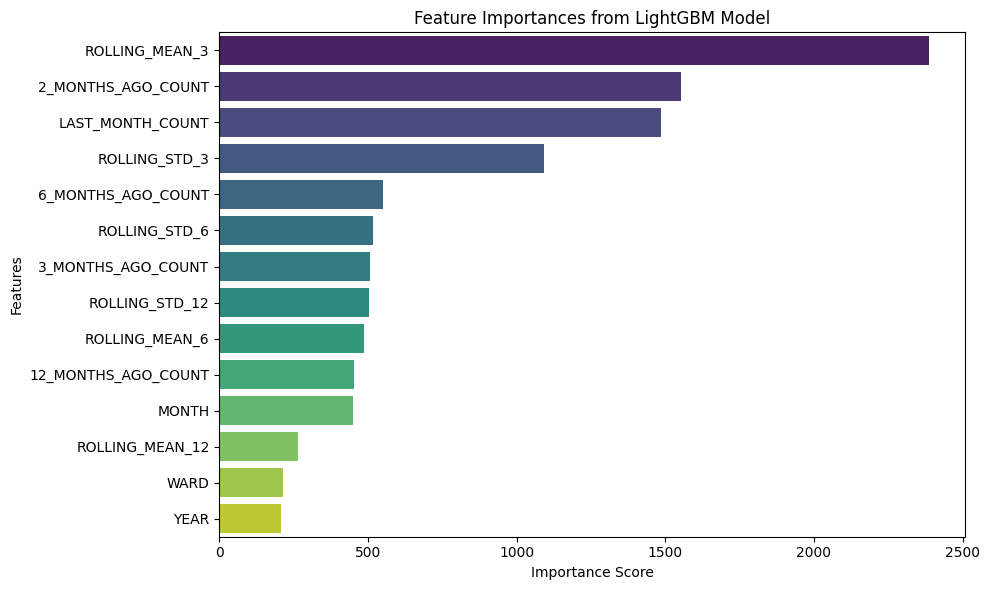 Feature Importances from LightGBM Model
Features
ROLLING_MEAN_3
2_MONTHS_AGO_COUNT
LAST_MONTH_COUNT
ROLLING_STD_3
6_MONTHS_AGO_COUNT
ROLLING_STD_6
3_MONTHS_AGO_COUNT
ROLLING_STD_12
ROLLING_MEAN_6
12_MONTHS_AGO_COUNT
MONTH
ROLLING_MEAN_12
WARD
YEAR
0 500 1000 1500 2000 2500
Importance Score